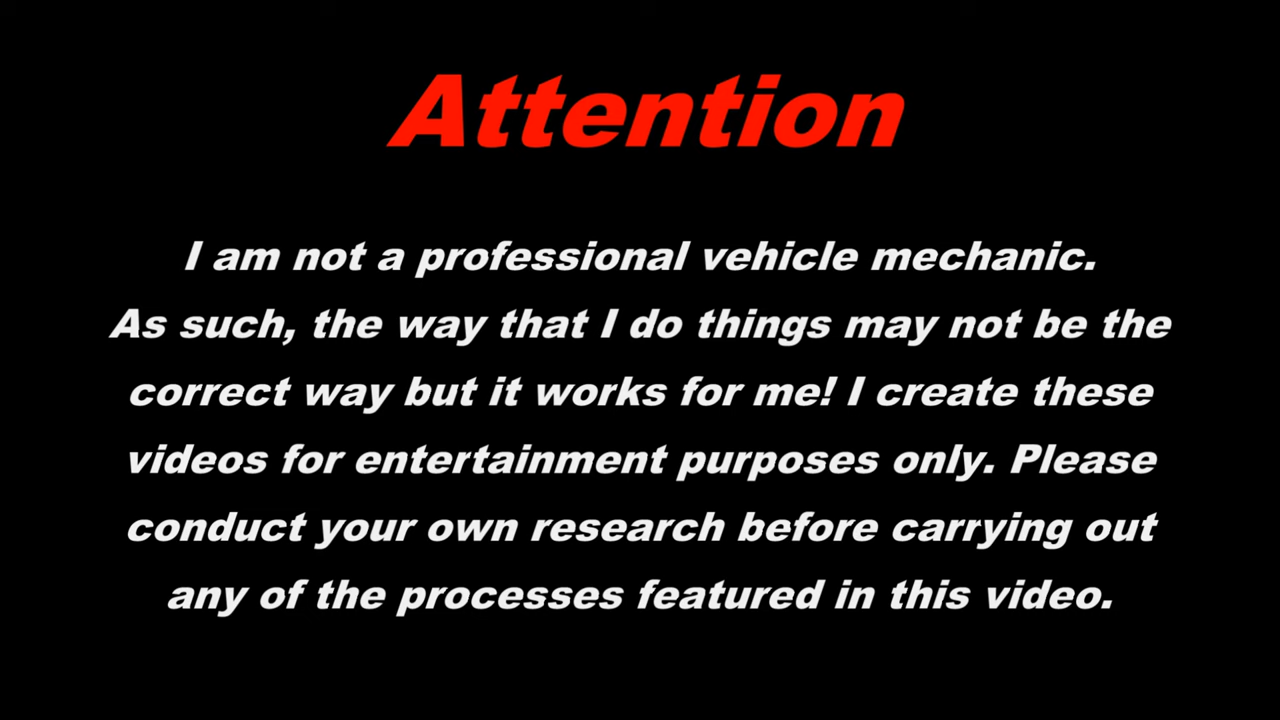 Attention
I am not a professional vehicle mechanic.
As such, the way that I do things may not be the
correct way but it works for me! I create these
videos for entertainment purposes only. Please
conduct your own research before carrying out
any of the processes featured in this video.